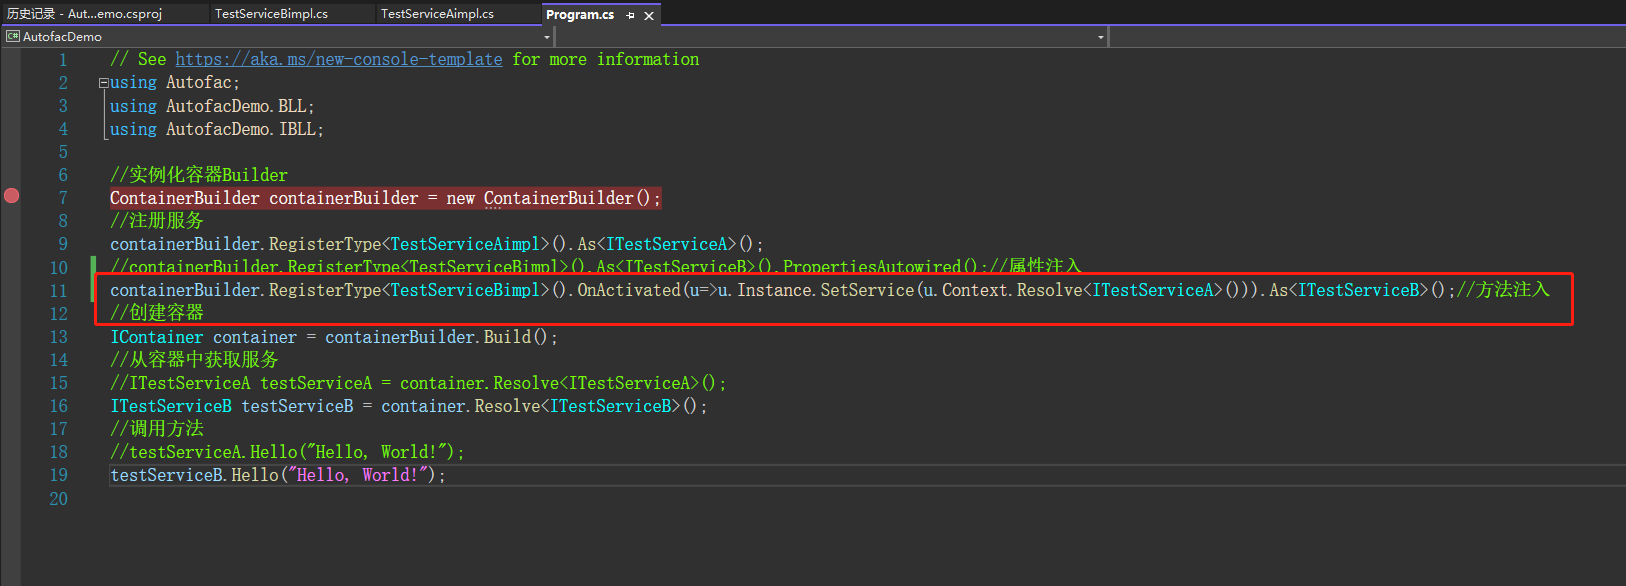 历史记录 - Aut...emo.csproj TestServiceBimpl.cs TestServiceAimpl.cs Program.cs
C# AutofacDemo
1 // See https://aka.ms/new-console-template for more information
2 using Autofac;
3 using AutofacDemo.BLL;
4 using AutofacDemo.IBLL;
5
6 //实例化容器Builder
7 ContainerBuilder containerBuilder = new ContainerBuilder();
8 //注册服务
9 containerBuilder.RegisterType<TestServiceAimpl>().As<ITestServiceA>();
10 //containerBuilder.RegisterType<TestServiceBimpl>().As<ITestServiceB>().PropertiesAutowired();//属性注入
11 containerBuilder.RegisterType<TestServiceBimpl>().OnActivated(u=>u.Instance.SetService(u.Context.Resolve<ITestServiceA>())).As<ITestServiceB>();//方法注入
12 //创建容器
13 IContainer container = containerBuilder.Build();
14 //从容器中获取服务
15 //ITestServiceA testServiceA = container.Resolve<ITestServiceA>();
16 ITestServiceB testServiceB = container.Resolve<ITestServiceB>();
17 //调用方法
18 //testServiceA.Hello("Hello, World!");
19 testServiceB.Hello("Hello, World!");
20